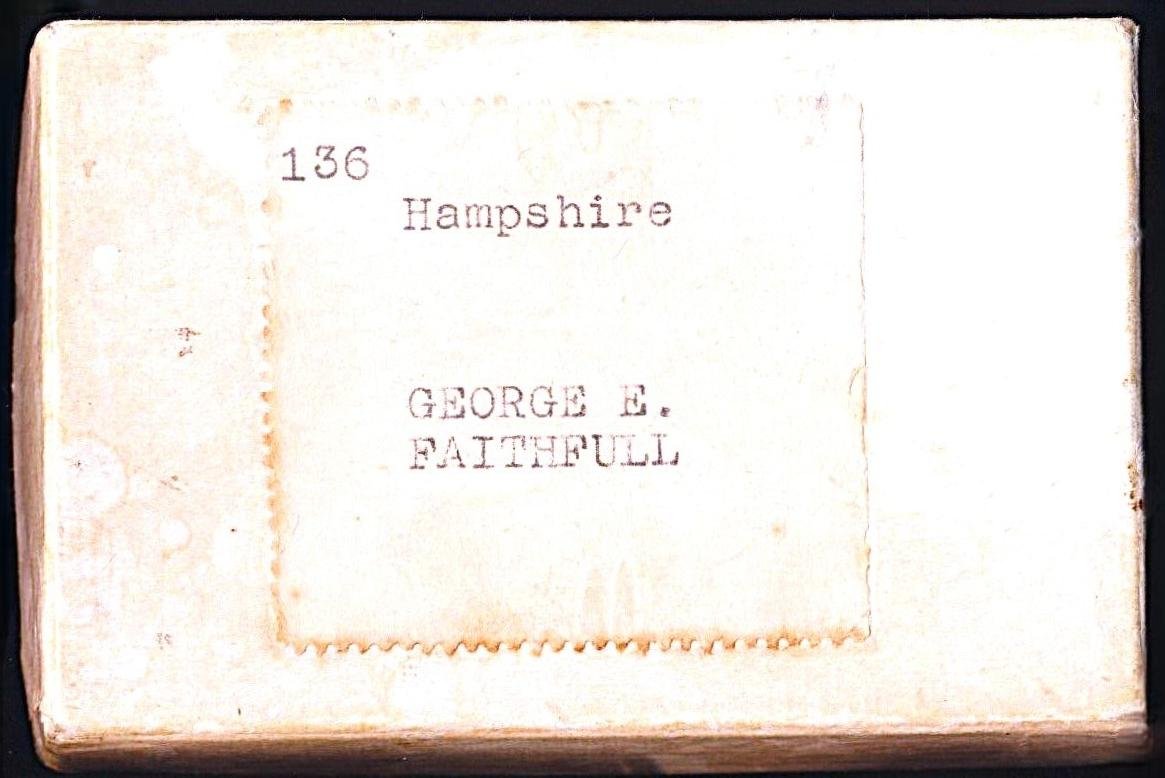 136
Hampshire
GEORGE E.
FAITHFULL